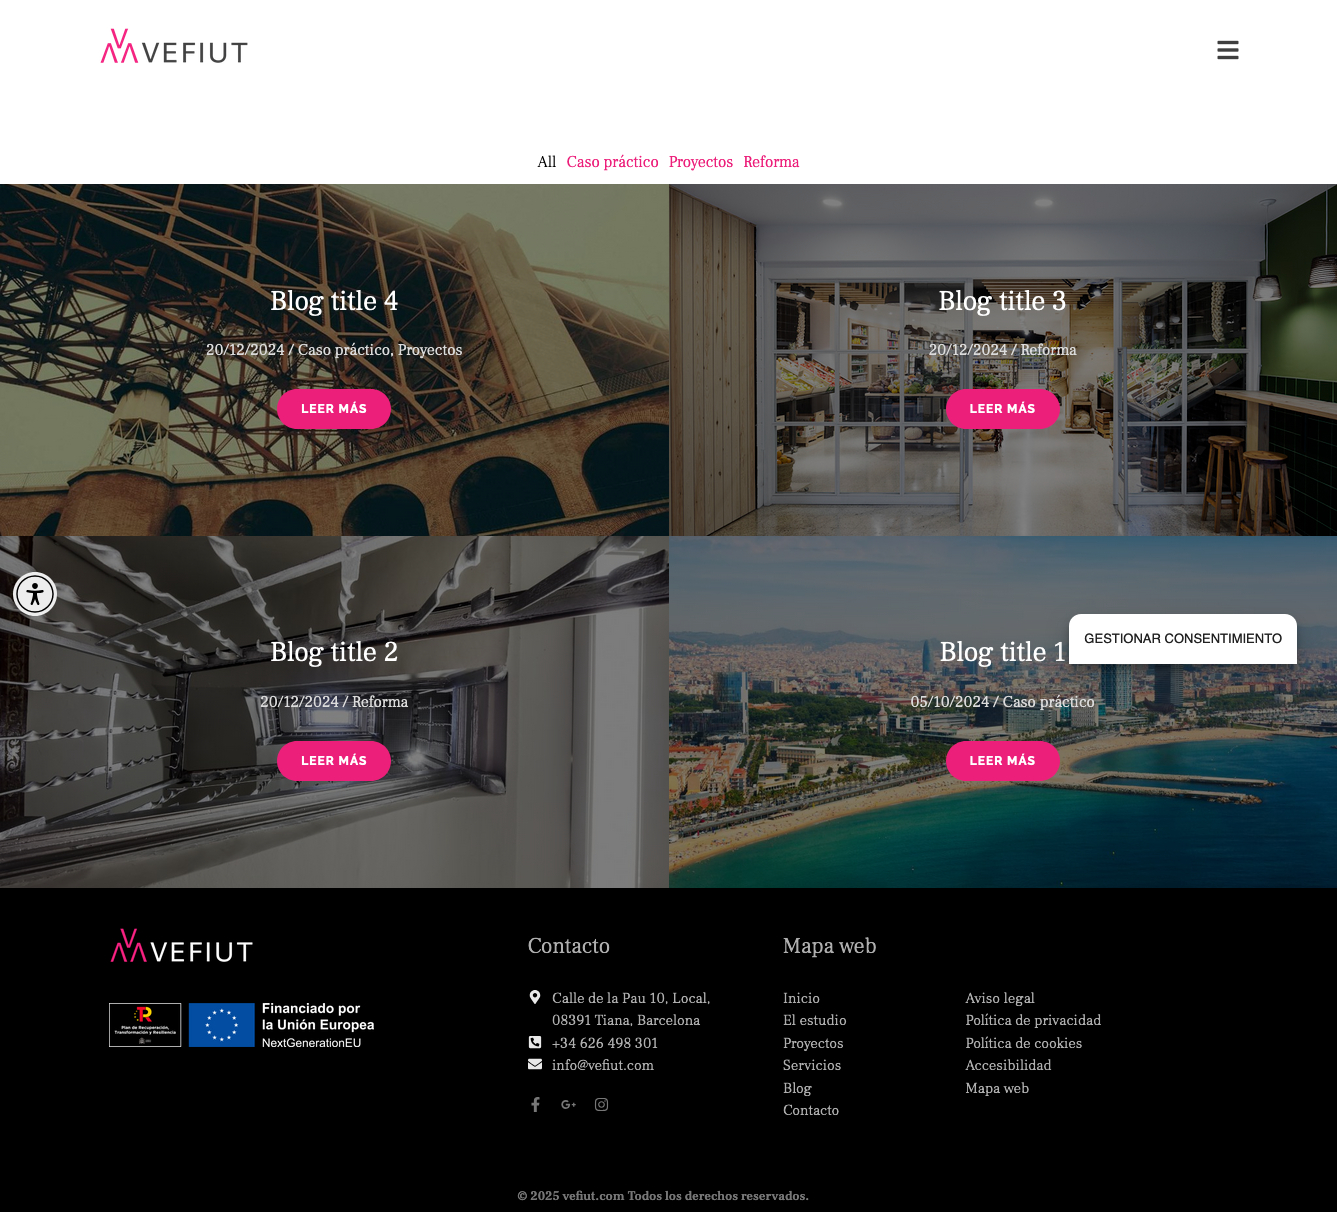 VEFIUT
All Caso práctico Proyectos Reforma
Blog title 4
20/12/2024 / Caso práctico, Proyectos
LEER MÁS
Blog title 3
20/12/2024 / Reforma
LEER MÁS
Blog title 2
20/12/2024 / Reforma
LEER MÁS
Blog title 1
05/10/2024 / Caso práctico
LEER MÁS
GESTIONAR CONSENTIMIENTO
VEFIUT
Plan de Recuperación,
Transformación y Resiliencia
Financiado por
la Unión Europea
NextGenerationEU
Contacto
Calle de la Pau 10, Local,
08391 Tiana, Barcelona
+34 626 498 301
info@vefiut.com
Mapa web
Inicio
El estudio
Proyectos
Servicios
Blog
Contacto
Aviso legal
Política de privacidad
Política de cookies
Accesibilidad
Mapa web
© 2025 vefiut.com Todos los derechos reservados.